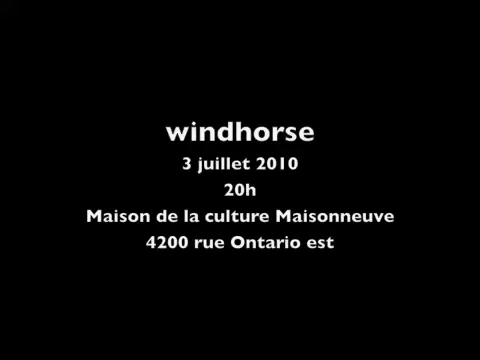 windhorse
3 juillet 2010
20h
Maison de la culture Maisonneuve
4200 rue Ontario est